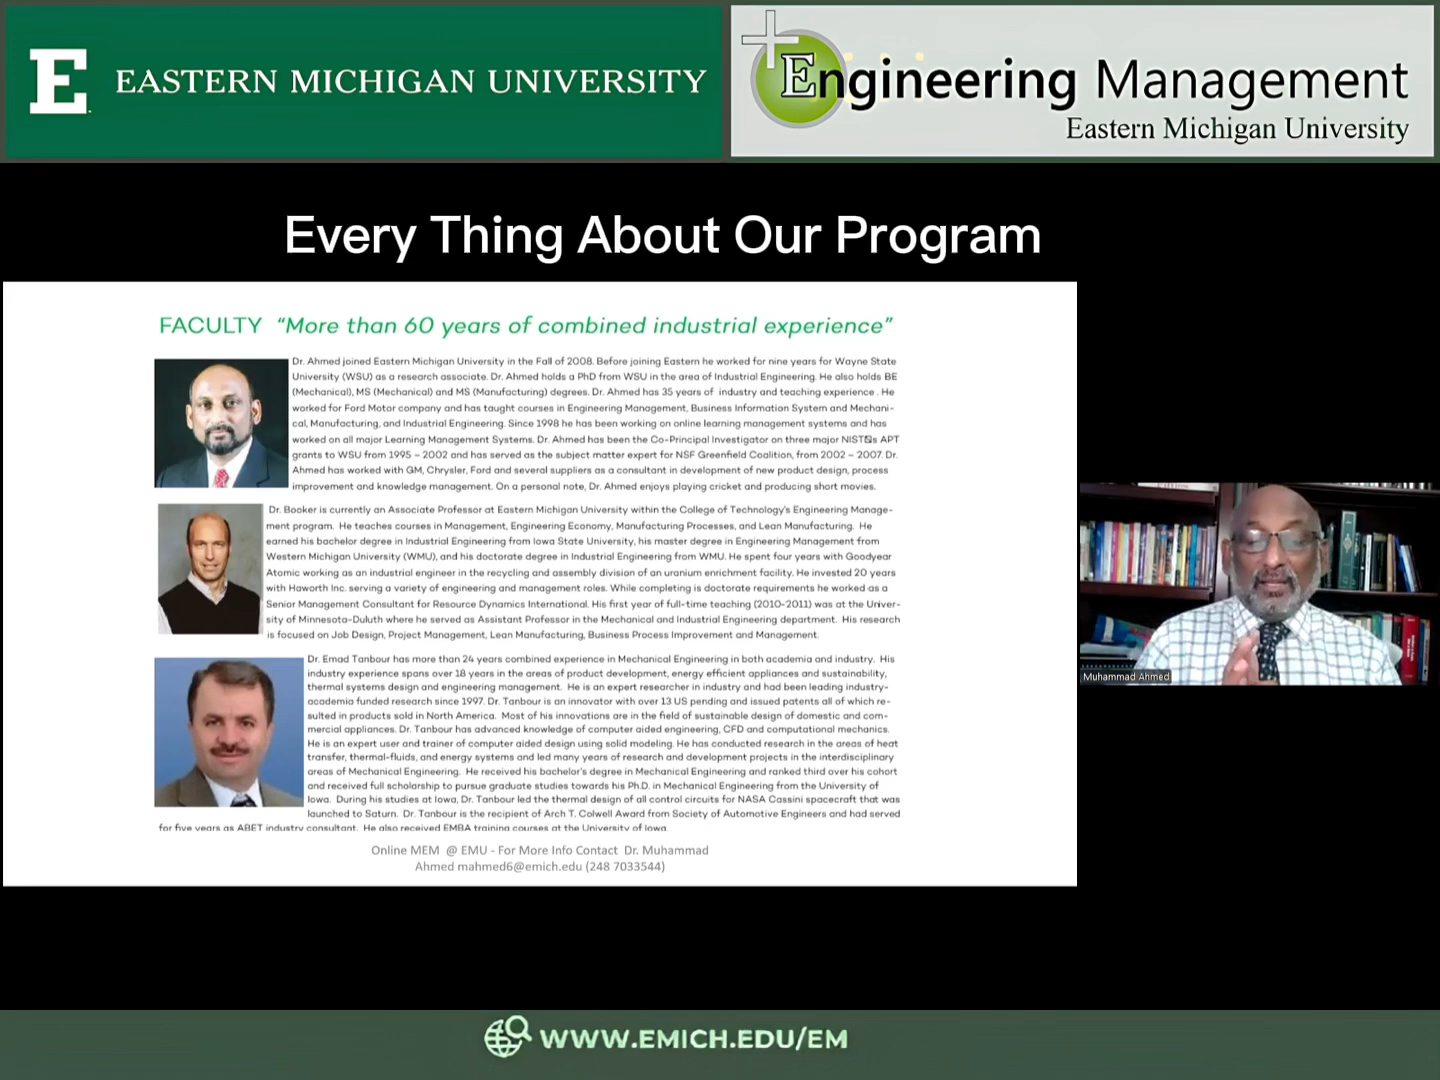 E EASTERN MICHIGAN UNIVERSITY
Engineering Management
Eastern Michigan University
Every Thing About Our Program
FACULTY "More than 60 years of combined industrial experience"
Dr. Ahmed joined Eastern Michigan University in the Fall of 2008. Before joining Eastern he worked for nine years for Wayne State
University (WSU) as a research associate. Dr. Ahmed holds a PhD from WSU in the area of Industrial Engineering. He also holds BE
(Mechanical), MS (Mechanical) and MS (Manufacturing) degrees. Dr. Ahmed has 35 years of industry and teaching experience . He
worked for Ford Motor company and has taught courses in Engineering Management, Business Information System and Mechani-
cal, Manufacturing, and Industrial Engineering. Since 1998 he has been working on online learning management systems and has
worked on all major Learning Management Systems. Dr. Ahmed has been the Co-Principal Investigator on three major NIST�s APT
grants to WSU from 1995 – 2002 and has served as the subject matter expert for NSF Greenfield Coalition, from 2002 – 2007. Dr.
Ahmed has worked with GM, Chrysler, Ford and several suppliers as a consultant in development of new product design, process
improvement and knowledge management. On a personal note, Dr. Ahmed enjoys playing cricket and producing short movies.
Dr. Booker is currently an Associate Professor at Eastern Michigan University within the College of Technology's Engineering Manage-
ment program. He teaches courses in Management, Engineering Economy, Manufacturing Processes, and Lean Manufacturing. He
earned his bachelor degree in Industrial Engineering from Iowa State University, his master degree in Engineering Management from
Western Michigan University (WMU), and his doctorate degree in Industrial Engineering from WMU. He spent four years with Goodyear
Atomic working as an industrial engineer in the recycling and assembly division of an uranium enrichment facility. He invested 20 years
with Haworth Inc. serving a variety of engineering and management roles. While completing is doctorate requirements he worked as a
Senior Management Consultant for Resource Dynamics International. His first year of full-time teaching (2010-2011) was at the Univer-
sity of Minnesota-Duluth where he served as Assistant Professor in the Mechanical and Industrial Engineering department. His research
is focused on Job Design, Project Management, Lean Manufacturing, Business Process Improvement and Management.
Dr. Emad Tanbour has more than 24 years combined experience in Mechanical Engineering in both academia and industry. His
industry experience spans over 18 years in the areas of product development, energy efficient appliances and sustainability,
thermal systems design and engineering management. He is an expert researcher in industry and had been leading industry-
academia funded research since 1997. Dr. Tanbour is an innovator with over 13 US pending and issued patents all of which re-
sulted in products sold in North America. Most of his innovations are in the field of sustainable design of domestic and com-
mercial appliances. Dr. Tanbour has advanced knowledge of computer aided engineering, CFD and computational mechanics.
He is an expert user and trainer of computer aided design using solid modeling. He has conducted research in the areas of heat
transfer, thermal-fluids, and energy systems and led many years of research and development projects in the interdisciplinary
areas of Mechanical Engineering. He received his bachelor's degree in Mechanical Engineering and ranked third over his cohort
and received full scholarship to pursue graduate studies towards his Ph.D. in Mechanical Engineering from the University of
Iowa. During his studies at Iowa, Dr. Tanbour led the thermal design of all control circuits for NASA Cassini spacecraft that was
launched to Saturn. Dr. Tanbour is the recipient of Arch T. Colwell Award from Society of Automotive Engineers and had served
for five years as ABET industry consultant. He also received EMBA training courses at the University of Iowa.
Online MEM @ EMU - For More Info Contact Dr. Muhammad
Ahmed mahmed6@emich.edu (248 7033544)
Muhammad Ahmed
WWW.EMICH.EDU/EM